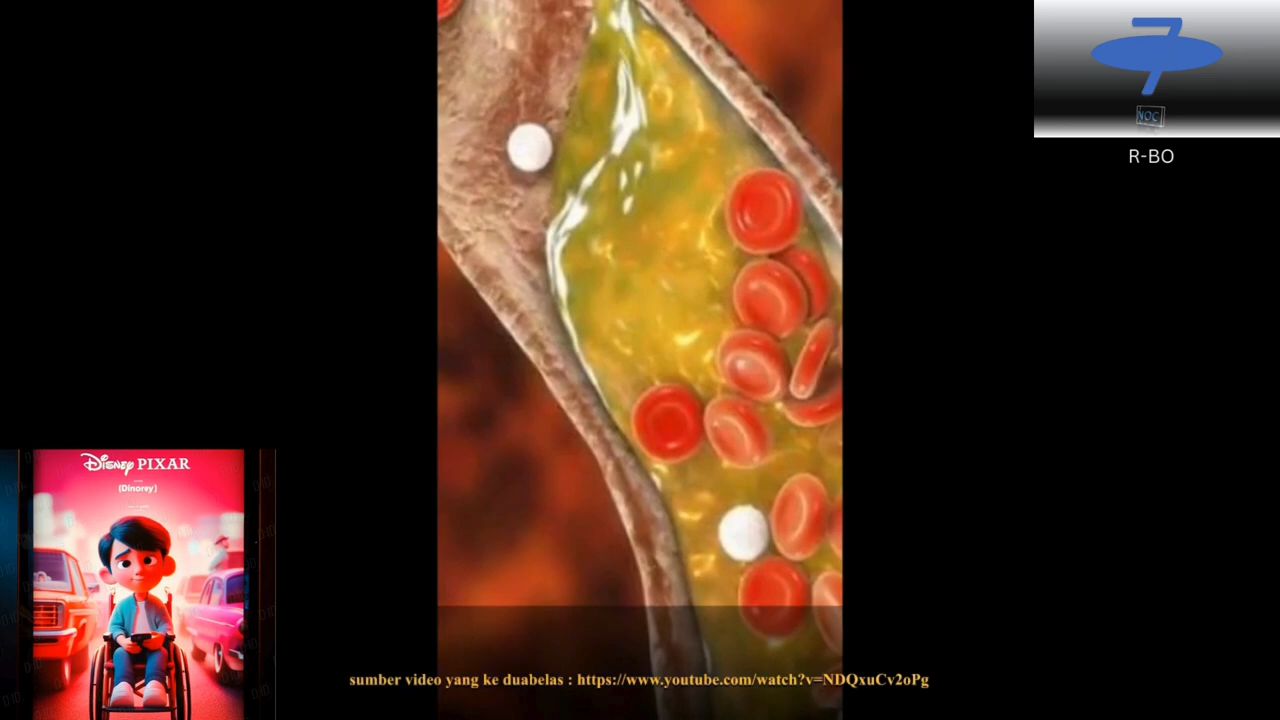 NOC
R-BO
DISNEY PIXAR
(Dinorey)
sumber video yang ke duabelas : https://www.youtube.com/watch?v=NDQxuCv2oPg